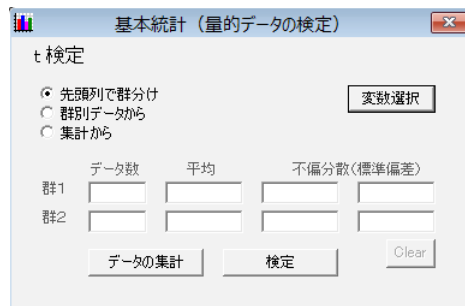 基本統計（量的データの検定）
t 検定
先頭列で群分け
変数選択
群別データから
集計から
データ数 平均 不偏分散(標準偏差)
群1
群2
データの集計 検定 Clear